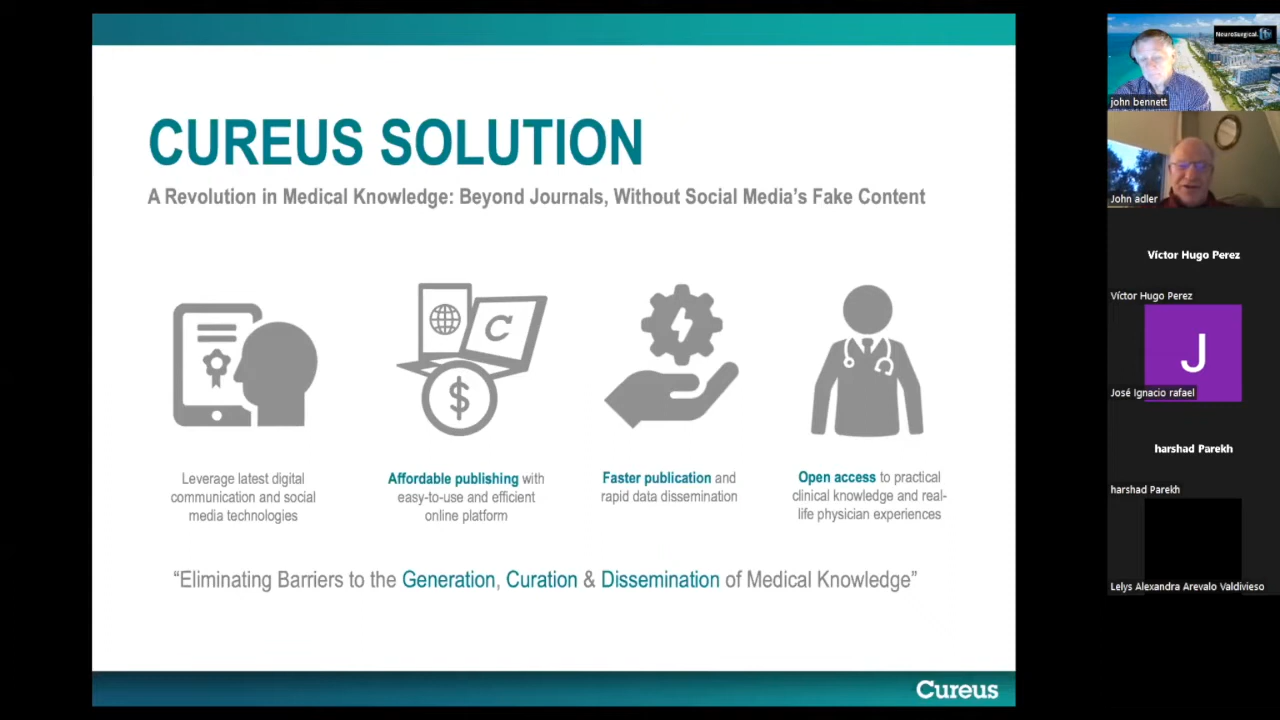 CUREUS SOLUTION
A Revolution in Medical Knowledge: Beyond Journals, Without Social Media's Fake Content
Leverage latest digital
communication and social
media technologies
Affordable publishing with
easy-to-use and efficient
online platform
Faster publication and
rapid data dissemination
Open access to practical
clinical knowledge and real-
life physician experiences
“Eliminating Barriers to the Generation, Curation & Dissemination of Medical Knowledge”
Cureus
NeuroSurgical.tv
john bennett
John adler
Víctor Hugo Perez
Víctor Hugo Perez
J
José Ignacio rafael
harshad Parekh
harshad Parekh
Lelys Alexandra Arevalo Valdivieso